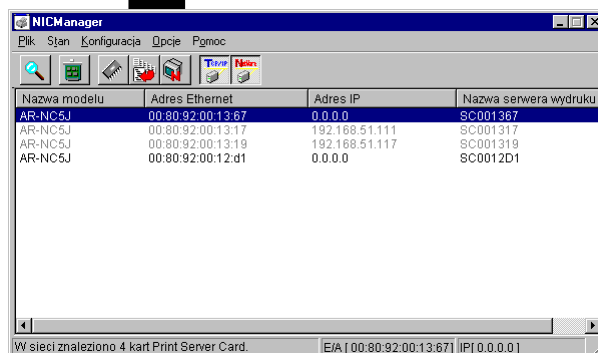 NICManager
Plik Stan Konfiguracja Opcje Pomoc
TCP/IP
Nazwa modelu Adres Ethernet Adres IP Nazwa serwera wydruku
AR-NC5J 00:80:92:00:13:67 0.0.0.0 SC001367
AR-NC5J 00:80:92:00:13:17 192.168.51.111 SC001317
AR-NC5J 00:80:92:00:13:19 192.168.51.117 SC001319
AR-NC5J 00:80:92:00:12:d1 0.0.0.0 SC0012D1
W sieci znaleziono 4 kart Print Server Card. E/A [ 00:80:92:00:13:67] IP[ 0.0.0.0 ]